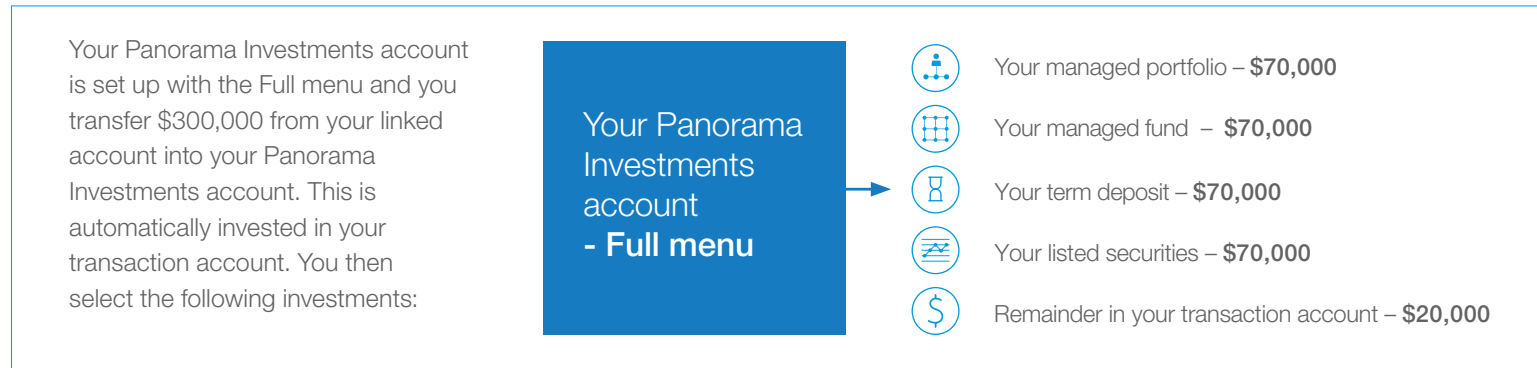 Your Panorama Investments account
is set up with the Full menu and you
transfer $300,000 from your linked
account into your Panorama
Investments account. This is
automatically invested in your
transaction account. You then
select the following investments:
Your Panorama
Investments
account
- Full menu
Your managed portfolio – $70,000
Your managed fund – $70,000
Your term deposit – $70,000
Your listed securities – $70,000
Remainder in your transaction account – $20,000